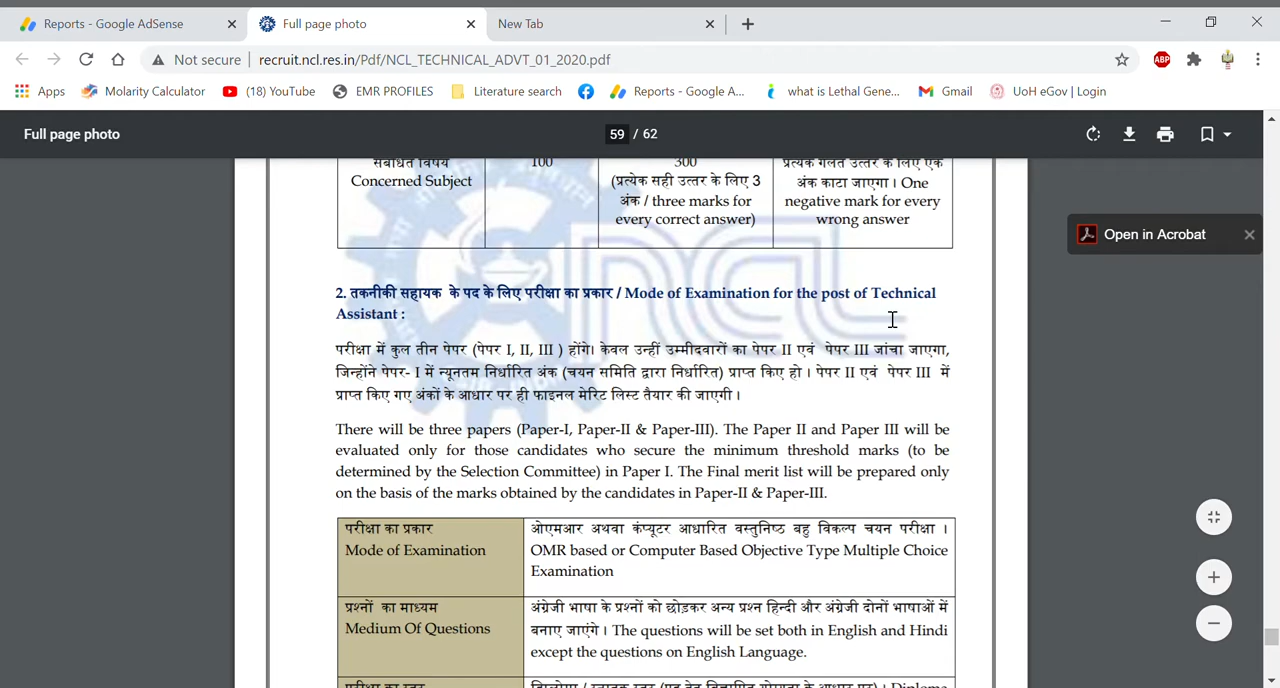 Reports - Google AdSense
Full page photo
New Tab
Not secure
recruit.ncl.res.in/Pdf/NCL_TECHNICAL_ADVT_01_2020.pdf
ABP
Apps
Molarity Calculator
(18) YouTube
EMR PROFILES
Literature search
Reports - Google A...
what is Lethal Gene...
Gmail
UoH eGov | Login
Full page photo
59 / 62
Open in Acrobat
संबंधित विषय
Concerned Subject
100
300
(प्रत्येक सही उत्तर के लिए 3
अंक / three marks for
every correct answer)
प्रत्येक गलत उत्तर के लिए एक
अंक काटा जाएगा। One
negative mark for every
wrong answer
2. तकनीकी सहायक के पद के लिए परीक्षा का प्रकार / Mode of Examination for the post of Technical
Assistant :
परीक्षा में कुल तीन पेपर (पेपर I, II, III ) होंगे। केवल उन्हीं उम्मीदवारों का पेपर II एवं पेपर III जांचा जाएगा,
जिन्होंने पेपर- I में न्यूनतम निर्धारित अंक (चयन समिति द्वारा निर्धारित) प्राप्त किए हो । पेपर II एवं पेपर III में
प्राप्त किए गए अंकों के आधार पर ही फाइनल मेरिट लिस्ट तैयार की जाएगी ।
There will be three papers (Paper-I, Paper-II & Paper-III). The Paper II and Paper III will be
evaluated only for those candidates who secure the minimum threshold marks (to be
determined by the Selection Committee) in Paper I. The Final merit list will be prepared only
on the basis of the marks obtained by the candidates in Paper-II & Paper-III.
परीक्षा का प्रकार
Mode of Examination
ओएमआर अथवा कंप्यूटर आधारित वस्तुनिष्ठ बहु विकल्प चयन परीक्षा ।
OMR based or Computer Based Objective Type Multiple Choice
Examination
प्रश्नों का माध्यम
Medium Of Questions
अंग्रेजी भाषा के प्रश्नों को छोड़कर अन्य प्रश्न हिन्दी और अंग्रेजी दोनों भाषाओं में
बनाए जाएंगे । The questions will be set both in English and Hindi
except the questions on English Language.
Diploma